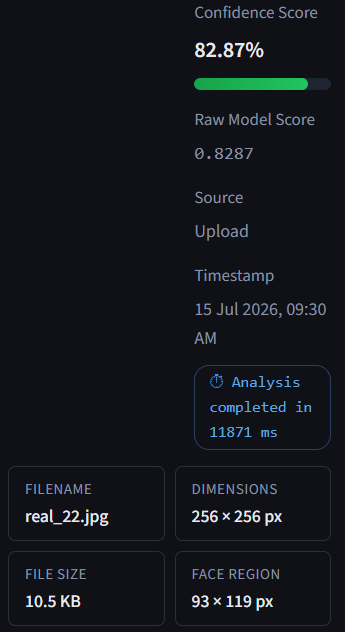 Confidence Score
82.87%
Raw Model Score
0.8287
Source
Upload
Timestamp
15 Jul 2026, 09:30
AM
⏱ Analysis
completed in
11871 ms
FILENAME
real_22.jpg
DIMENSIONS
256 × 256 px
FILE SIZE
10.5 KB
FACE REGION
93 × 119 px